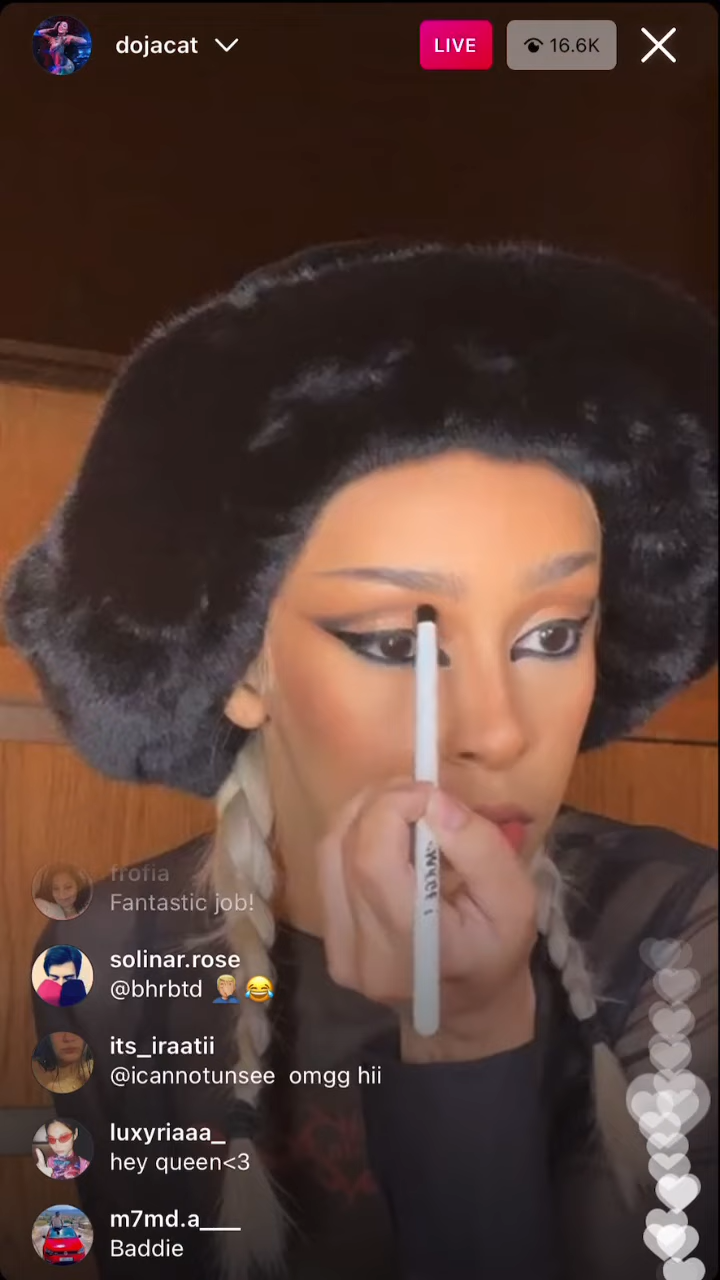 dojacat
LIVE
16.6K
frofia
Fantastic job!
solinar.rose
@bhrbtd 🤦🏼‍♂️😂
its_iraatii
@icannotunsee omgg hii
luxyriaaa_
hey queen<3
m7md.a___
Baddie